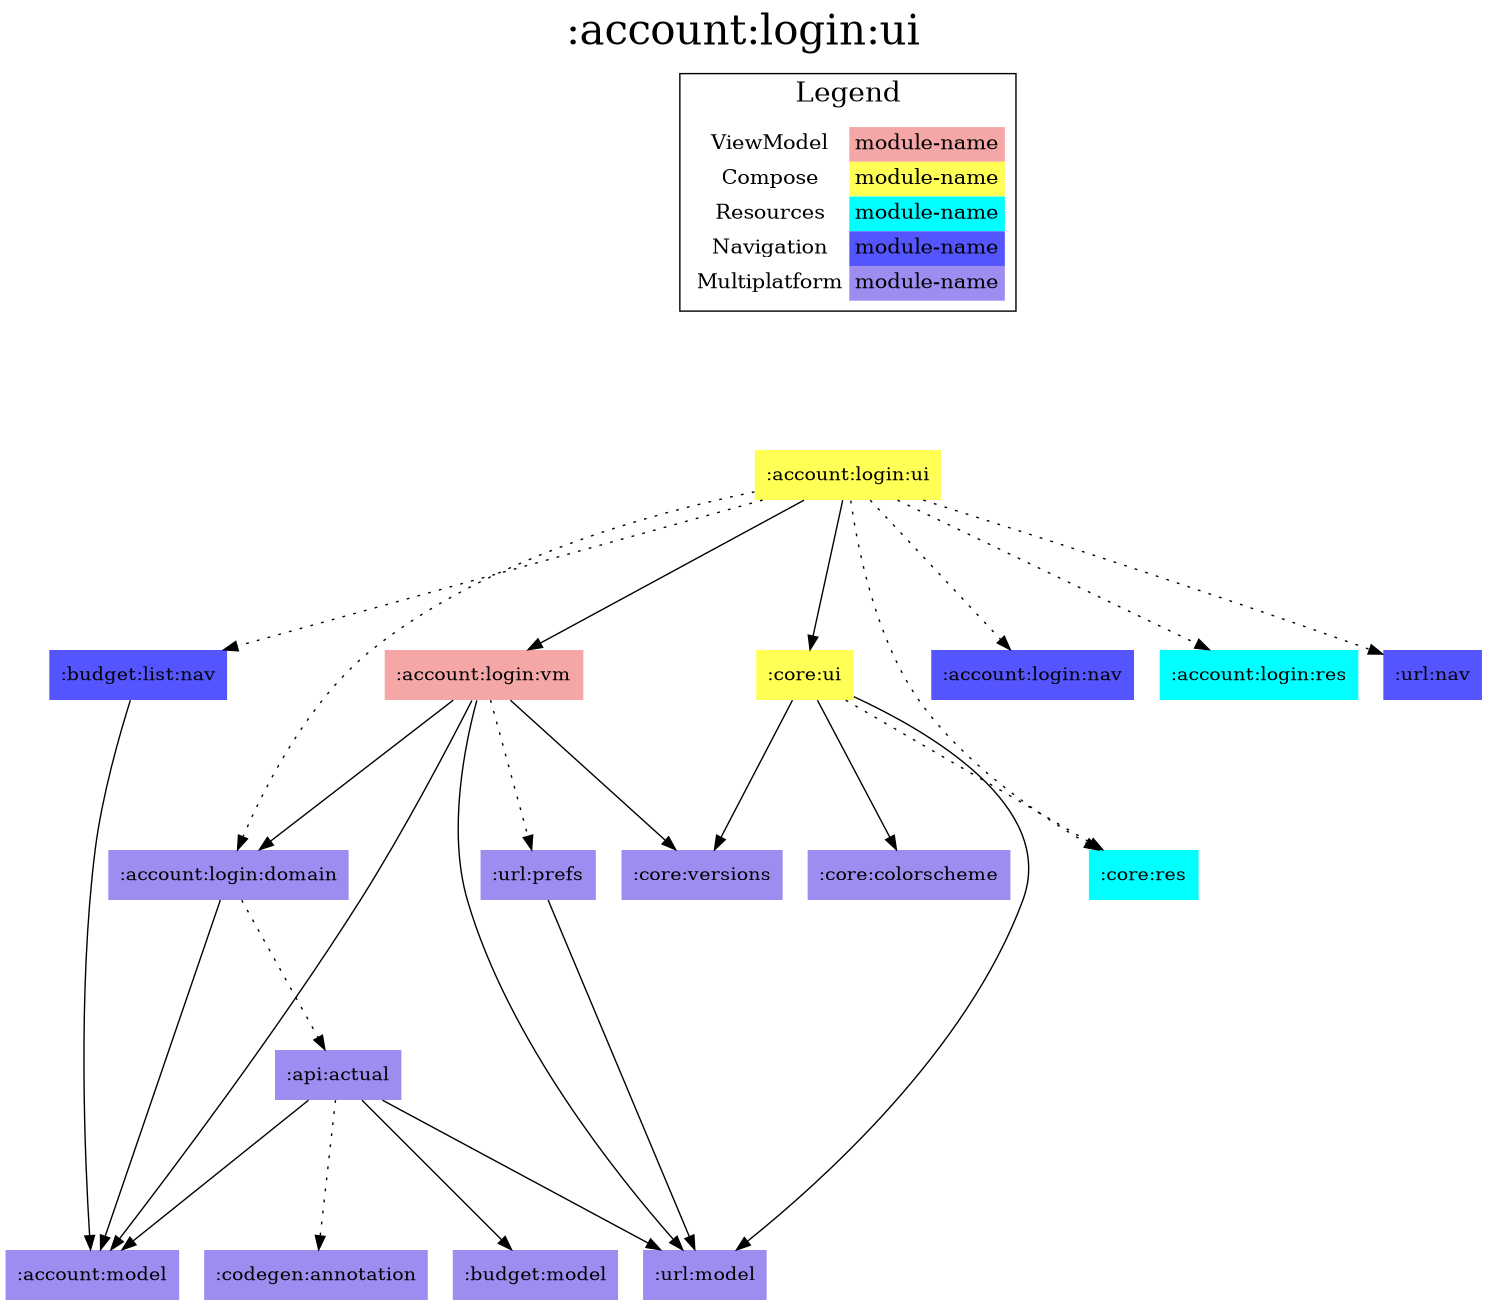 :account:login:ui
Legend
ViewModel module-name
Compose module-name
Resources module-name
Navigation module-name
Multiplatform module-name
:account:login:ui
:budget:list:nav :account:login:vm :core:ui :account:login:nav :account:login:res :url:nav
:account:login:domain :url:prefs :core:versions :core:colorscheme :core:res
:api:actual
:account:model :codegen:annotation :budget:model :url:model